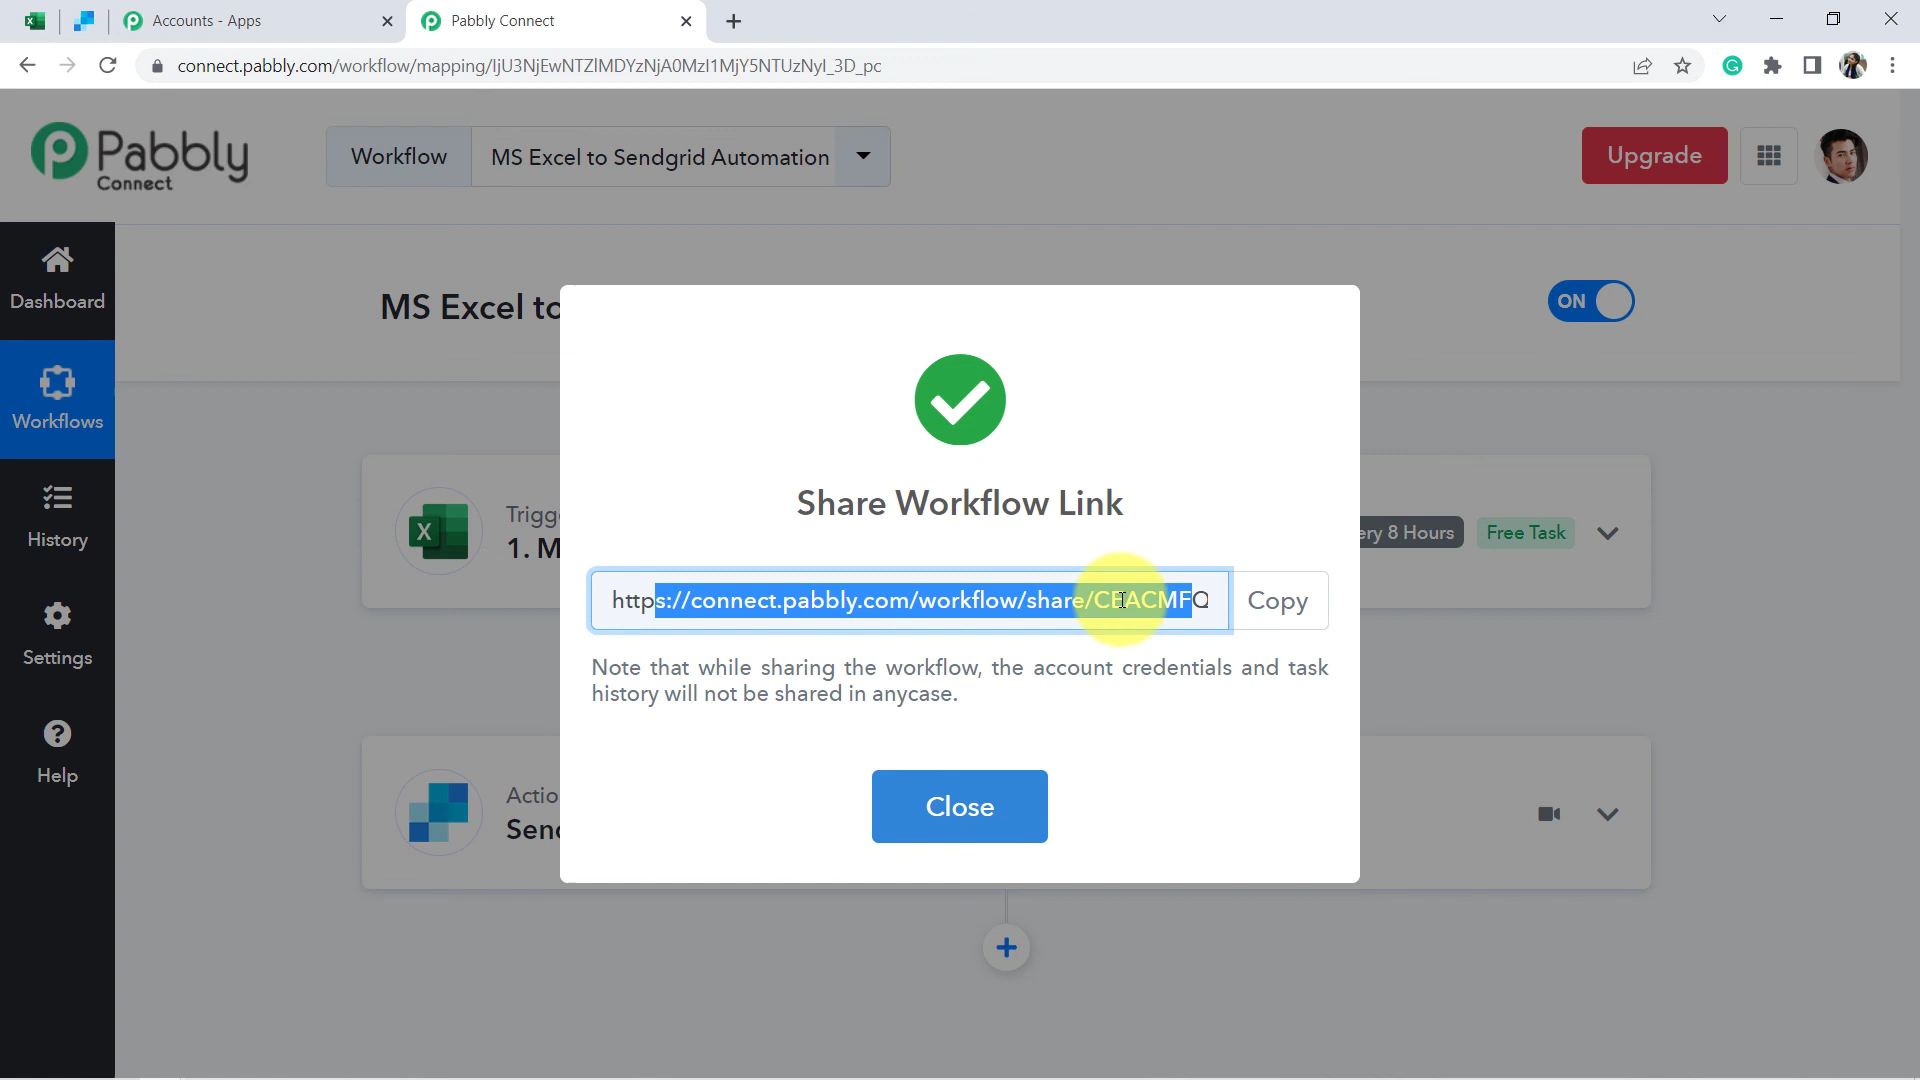 Accounts - Apps
Pabbly Connect
connect.pabbly.com/workflow/mapping/IjU3NjEwNTZlMDYzNjA0MzI1MjY5NTUzNyI_3D_pc
Pabbly
Connect
Workflow
MS Excel to Sendgrid Automation
Upgrade
Dashboard
MS Excel to
ON
Workflows
Share Workflow Link
History
Trigg
1. M
ery 8 Hours
Free Task
https://connect.pabbly.com/workflow/share/CEACMFQ
Copy
Settings
Note that while sharing the workflow, the account credentials and task
history will not be shared in anycase.
Help
Actio
Sen
Close